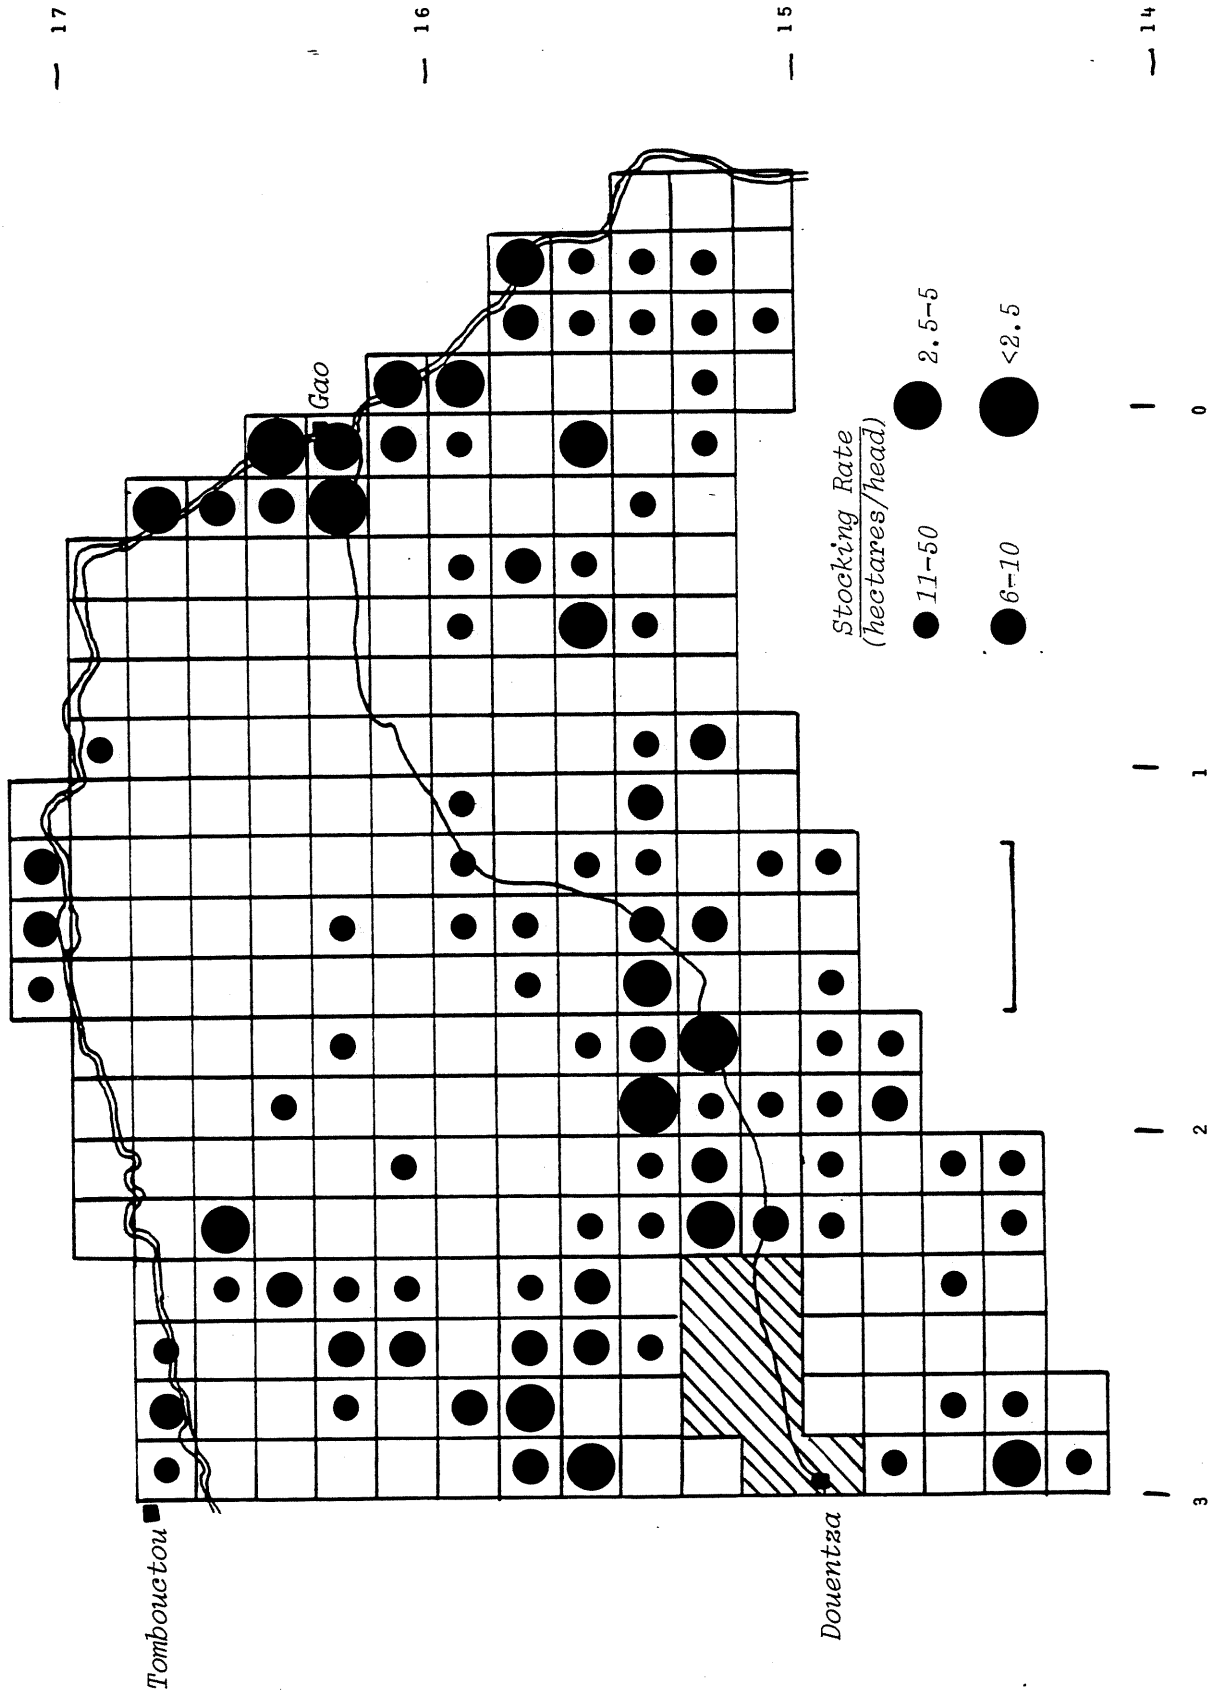 17
16
15
14
Gao
Tombouctou
Douentza
Stocking Rate
(hectares/head)
11-50
2.5-5
6-10
<2.5
3
2
1
0